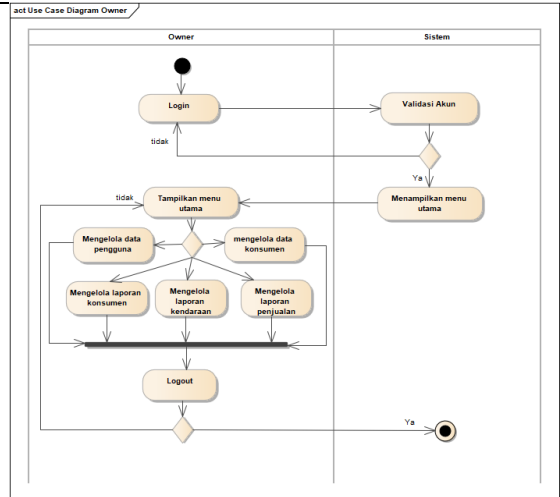 act Use Case Diagram Owner
Owner
Sistem
Login
Validasi Akun
tidak
Ya
tidak
Tampilkan menu
utama
Menampilkan menu
utama
Mengelola data
pengguna
mengelola data
konsumen
Mengelola laporan
konsumen
Mengelola
laporan
kendaraan
Mengelola
laporan
penjualan
Logout
Ya